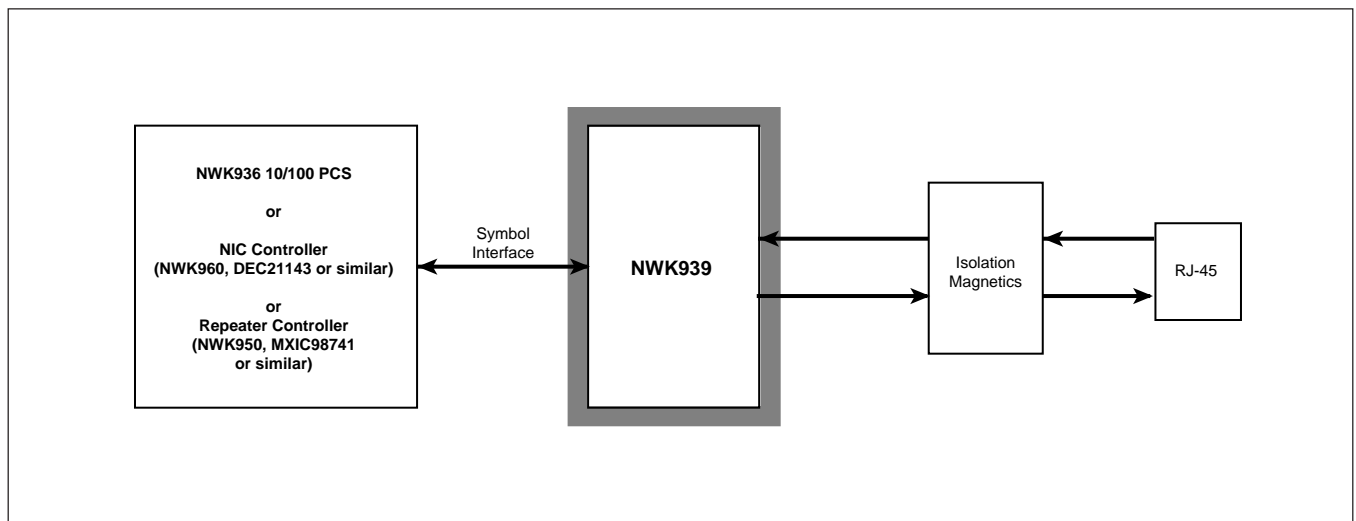 NWK936 10/100 PCS
or
NIC Controller
(NWK960, DEC21143 or similar)
or
Repeater Controller
(NWK950, MXIC98741
or similar)
Symbol
Interface
NWK939
Isolation
Magnetics
RJ-45